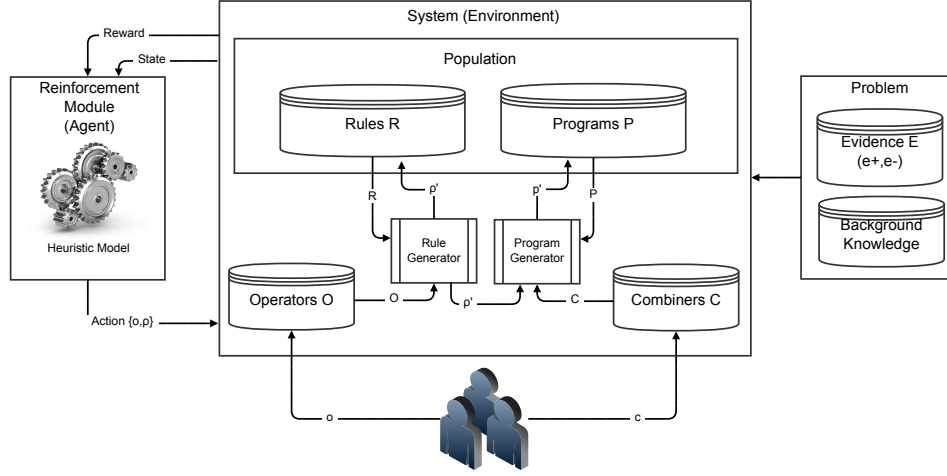 System (Environment)
Reward
State
Population
Reinforcement
Module
(Agent)
Heuristic Model
Rules R
Programs P
Problem
Evidence E
(e+,e-)
Background
Knowledge
R
ρ'
p'
P
Rule
Generator
Program
Generator
Operators O
O
ρ'
C
Combiners C
Action {o,ρ}
o
c